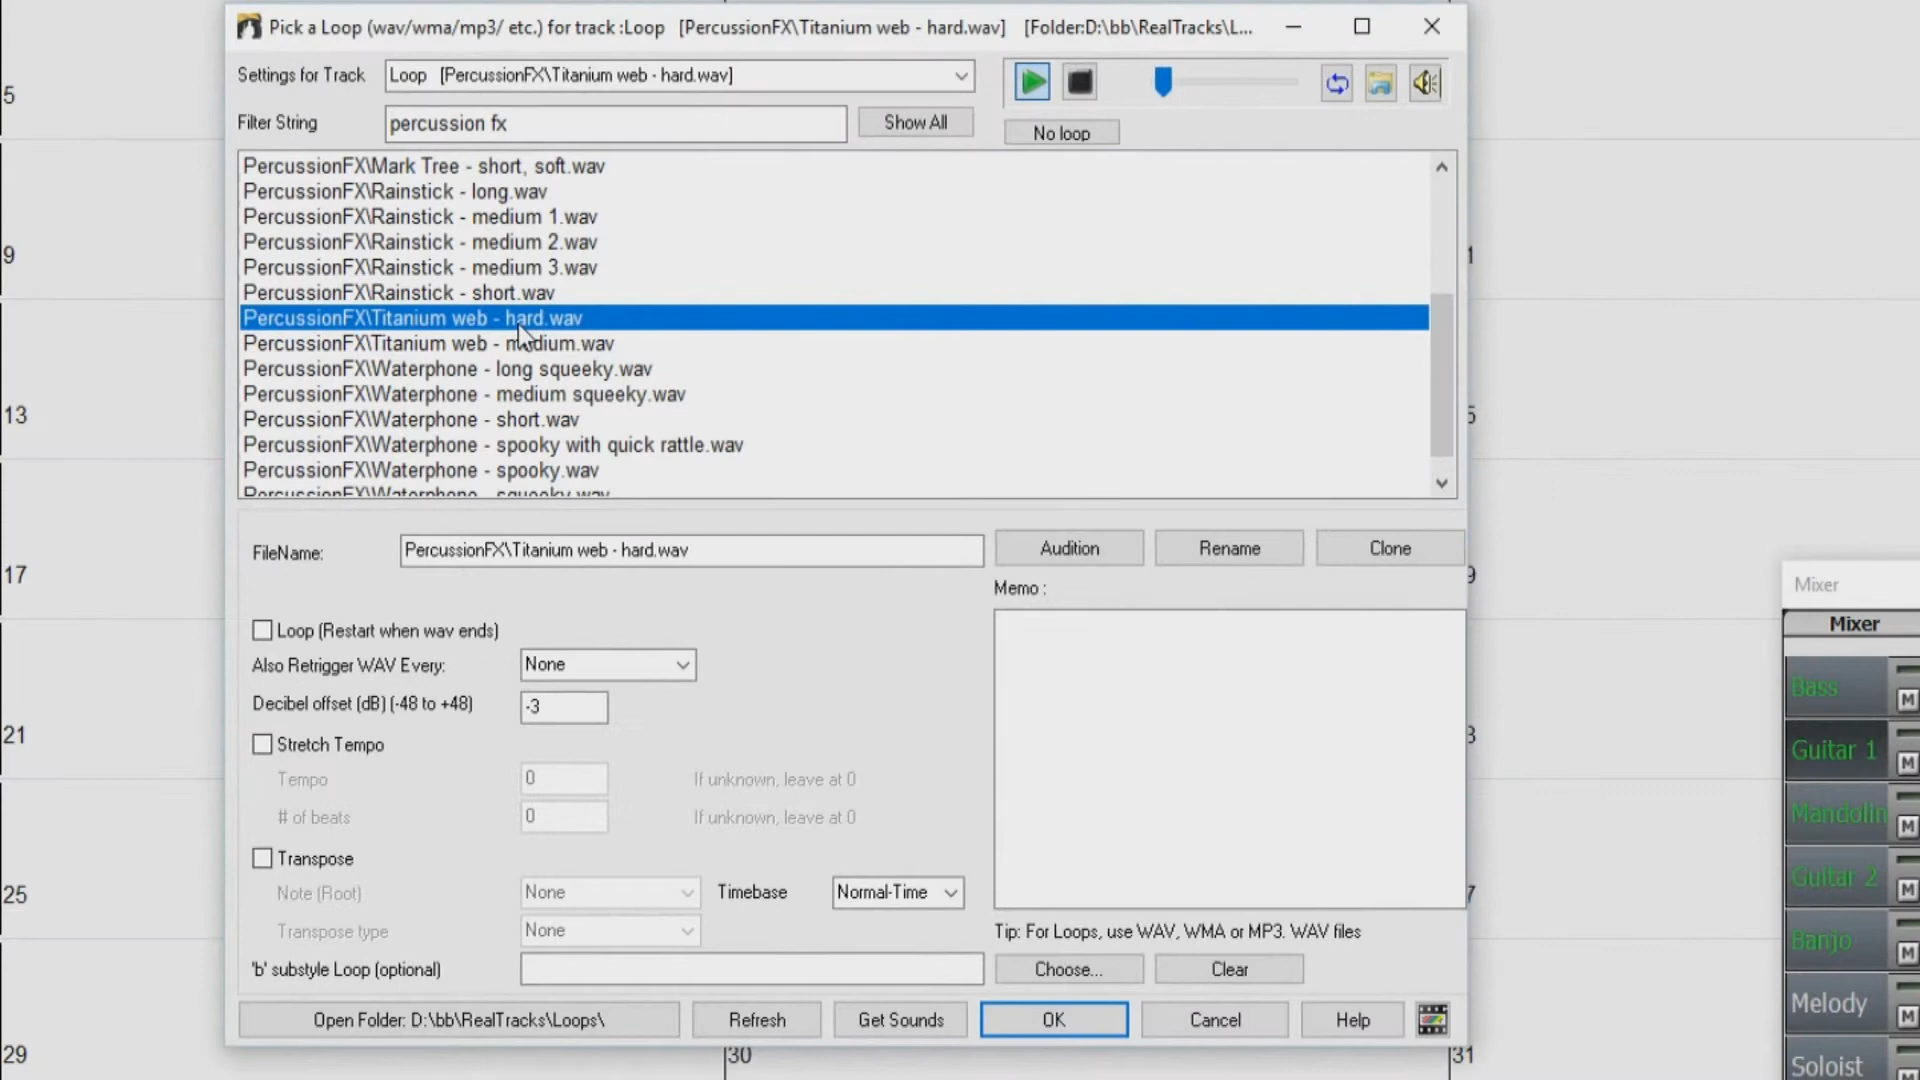 Pick a Loop (wav/wma/mp3/ etc.) for track :Loop [PercussionFX\Titanium web - hard.wav] [Folder:D:\bb\RealTracks\L...
Settings for Track
Loop [PercussionFX\Titanium web - hard.wav]
Filter String
percussion fx
Show All
No loop
PercussionFX\Mark Tree - short, soft.wav
PercussionFX\Rainstick - long.wav
PercussionFX\Rainstick - medium 1.wav
PercussionFX\Rainstick - medium 2.wav
PercussionFX\Rainstick - medium 3.wav
PercussionFX\Rainstick - short.wav
PercussionFX\Titanium web - hard.wav
PercussionFX\Titanium web - medium.wav
PercussionFX\Waterphone - long squeeky.wav
PercussionFX\Waterphone - medium squeeky.wav
PercussionFX\Waterphone - short.wav
PercussionFX\Waterphone - spooky with quick rattle.wav
PercussionFX\Waterphone - spooky.wav
PercussionFX\Waterphone - squeeky.wav
FileName:
PercussionFX\Titanium web - hard.wav
Audition
Rename
Clone
Memo :
Loop (Restart when wav ends)
Also Retrigger WAV Every:
None
Decibel offset (dB) (-48 to +48)
-3
Stretch Tempo
Tempo
0
If unknown, leave at 0
# of beats
0
If unknown, leave at 0
Transpose
Note (Root)
None
Timebase
Normal-Time
Transpose type
None
Tip: For Loops, use WAV, WMA or MP3. WAV files
'b' substyle Loop (optional)
Choose...
Clear
Open Folder: D:\bb\RealTracks\Loops\
Refresh
Get Sounds
OK
Cancel
Help
5
9
13
17
21
25
29
30
31
1
5
9
3
7
Mixer
Mixer
Bass
M
Guitar 1
M
Mandolin
M
Guitar 2
M
Banjo
M
Melody
M
Soloist
M